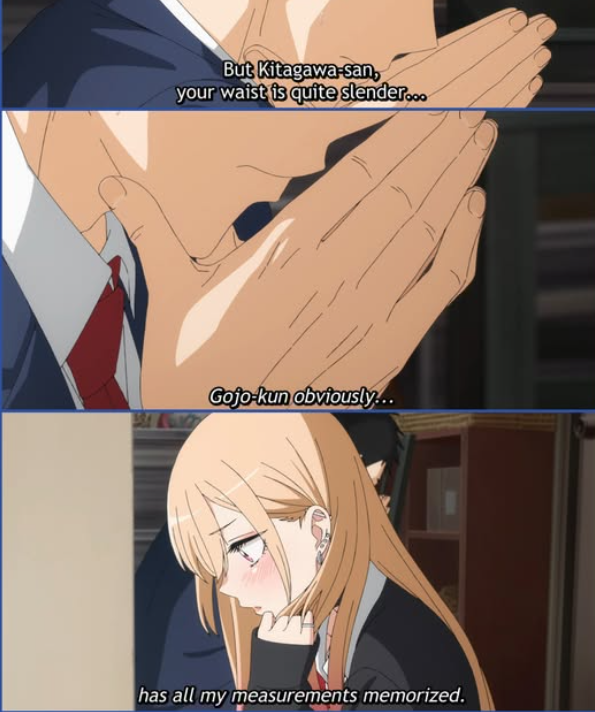 But Kitagawa-san,
your waist is quite slender...
Gojo-kun obviously...
has all my measurements memorized.